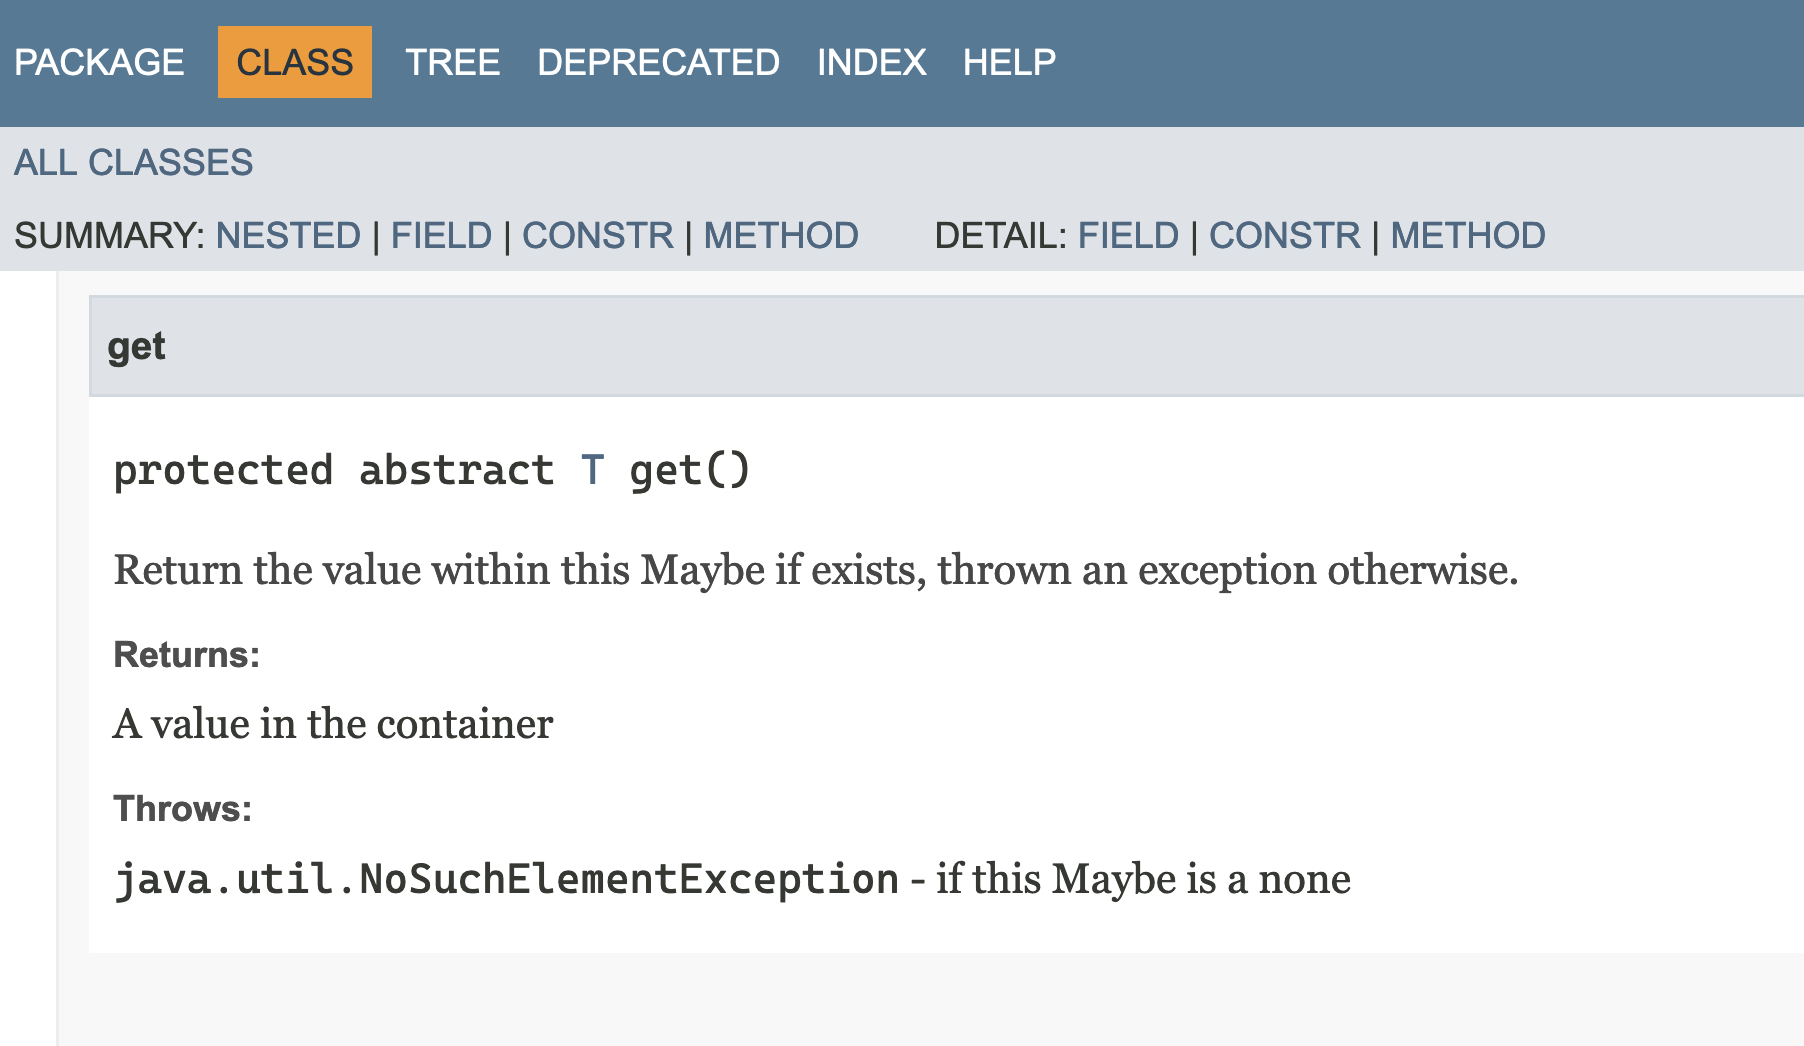 PACKAGE CLASS TREE DEPRECATED INDEX HELP
ALL CLASSES
SUMMARY: NESTED | FIELD | CONSTR | METHOD DETAIL: FIELD | CONSTR | METHOD
get
protected abstract T get()
Return the value within this Maybe if exists, thrown an exception otherwise.
Returns:
A value in the container
Throws:
java.util.NoSuchElementException - if this Maybe is a none